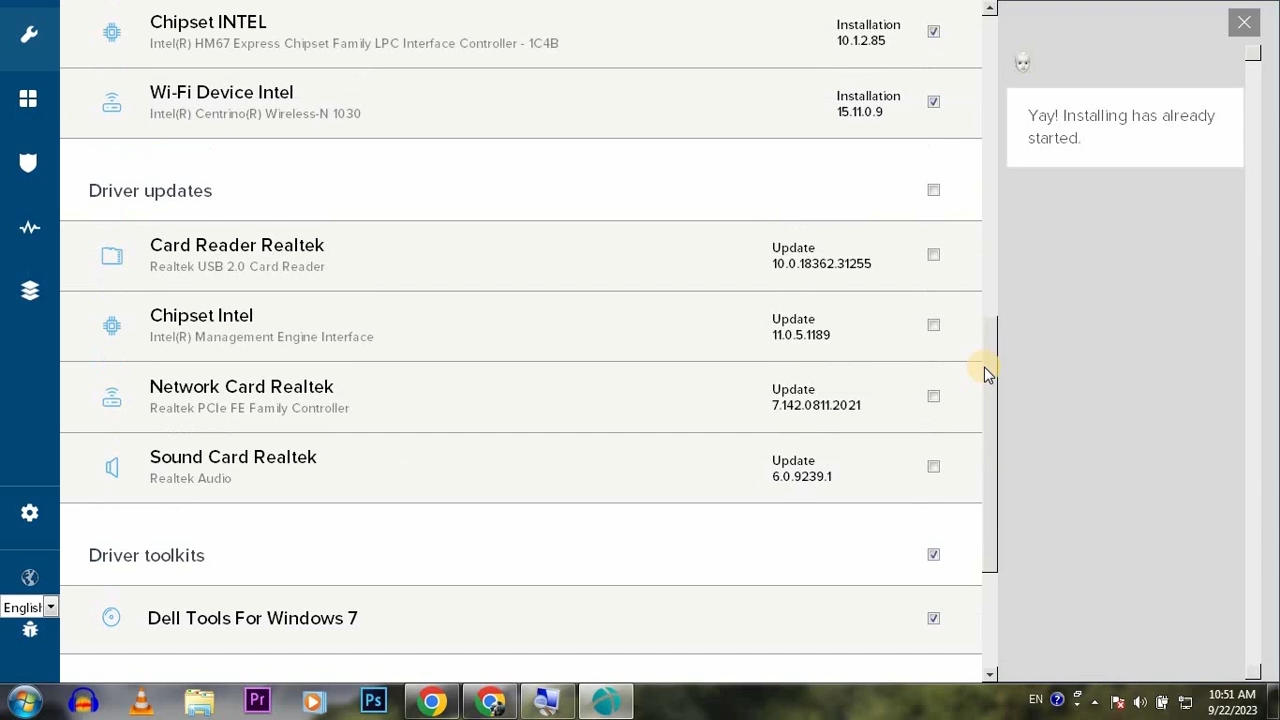 Chipset INTEL
Intel(R) HM67 Express Chipset Family LPC Interface Controller - 1C4B
Installation
10.1.2.85
Wi-Fi Device Intel
Intel(R) Centrino(R) Wireless-N 1030
Installation
15.11.0.9
Driver updates
Card Reader Realtek
Realtek USB 2.0 Card Reader
Update
10.0.18362.31255
Chipset Intel
Intel(R) Management Engine Interface
Update
11.0.5.1189
Network Card Realtek
Realtek PCIe FE Family Controller
Update
7.142.0811.2021
Sound Card Realtek
Realtek Audio
Update
6.0.9239.1
Driver toolkits
Dell Tools For Windows 7
Yay! Installing has already
started.
English
Pr
Ps
EN
10:51 AM
9/22/2023